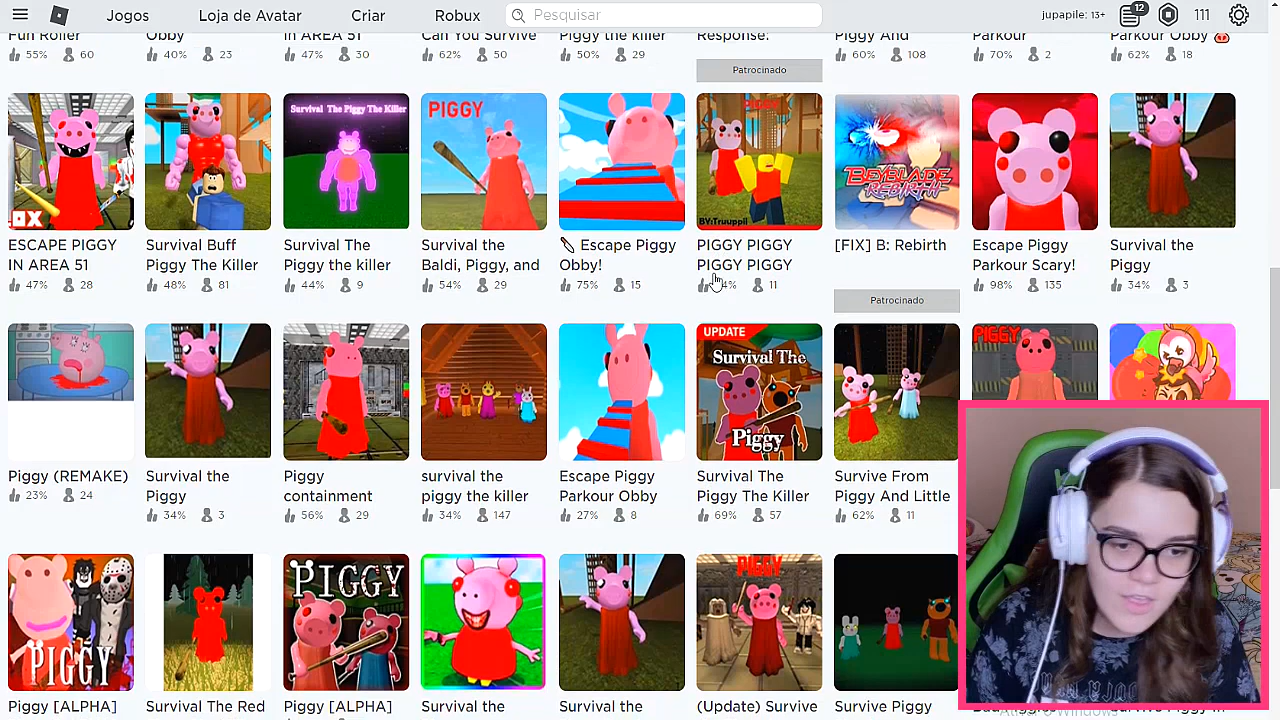 Jogos Loja de Avatar Criar Robux Pesquisar jupapile: 13+ 12 111
Fun Roller Obby in AREA 51 Can You Survive Piggy the killer Response: Piggy And Parkour Parkour Obby
55% 60 40% 23 47% 30 62% 50 50% 29 60% 108 70% 2 62% 18
Patrocinado
Survival The Piggy The Killer PIGGY PIGGY BEYBLADE
REBIRTH
OX BY:Truuppii
ESCAPE PIGGY Survival Buff Survival The Survival the Escape Piggy PIGGY PIGGY [FIX] B: Rebirth Escape Piggy Survival the
IN AREA 51 Piggy The Killer Piggy the killer Baldi, Piggy, and Obby! PIGGY PIGGY Parkour Scary! Piggy
47% 28 48% 81 44% 9 54% 29 75% 15 4% 11 98% 135 34% 3
Patrocinado
UPDATE PIGGY
Survival The
Piggy
Piggy (REMAKE) Survival the Piggy survival the Escape Piggy Survival The Survive From
23% 24 Piggy containment piggy the killer Parkour Obby Piggy The Killer Piggy And Little
34% 3 56% 29 34% 147 27% 8 69% 57 62% 11
PIGGY PIGGY
PIGGY
Piggy [ALPHA] Survival The Red Piggy [ALPHA] Survival the Survival the (Update) Survive Survive Piggy